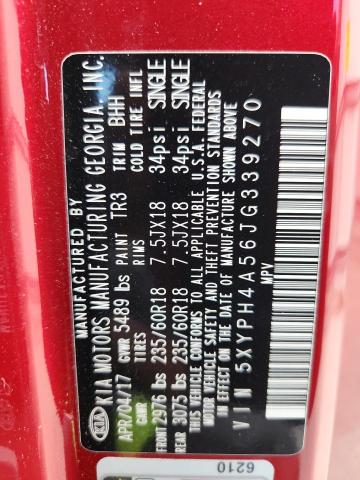 MANUFACTURED BY
KIA KIA MOTORS MANUFACTURING GEORGIA, INC.
APR/04/17 GVWR 5489 lbs PAINT TR3 TRIM BHH
GAWR TIRES RIMS COLD TIRE INFL
FRONT 2976 lbs 235/60R18 7.5JX18 34psi SINGLE
REAR 3075 lbs 235/60R18 7.5JX18 34psi SINGLE
THIS VEHICLE CONFORMS TO ALL APPLICABLE U.S.A. FEDERAL
MOTOR VEHICLE SAFETY AND THEFT PREVENTION STANDARDS
IN EFFECT ON THE DATE OF MANUFACTURE SHOWN ABOVE
VIN 5XYPH4A56JG339270
MPV
6210